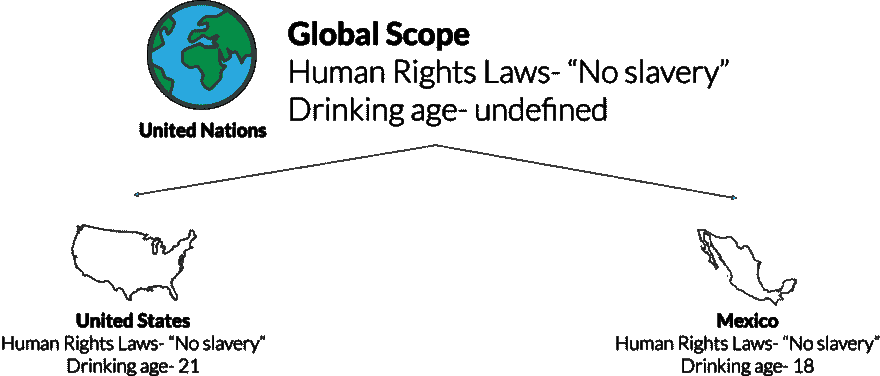 Global Scope
Human Rights Laws- “No slavery”
Drinking age- undefined
United Nations
United States
Human Rights Laws- “No slavery“
Drinking age- 21
Mexico
Human Rights Laws- “No slavery”
Drinking age- 18